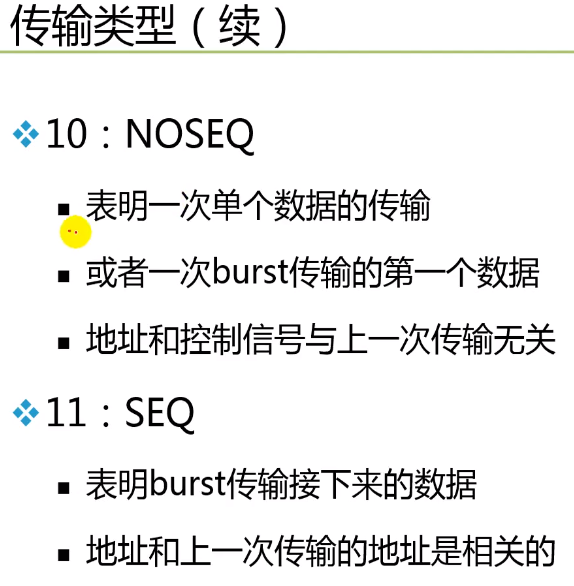 传输类型（续）
10：NOSEQ
表明一次单个数据的传输
或者一次burst传输的第一个数据
地址和控制信号与上一次传输无关
11：SEQ
表明burst传输接下来的数据
地址和上一次传输的地址是相关的